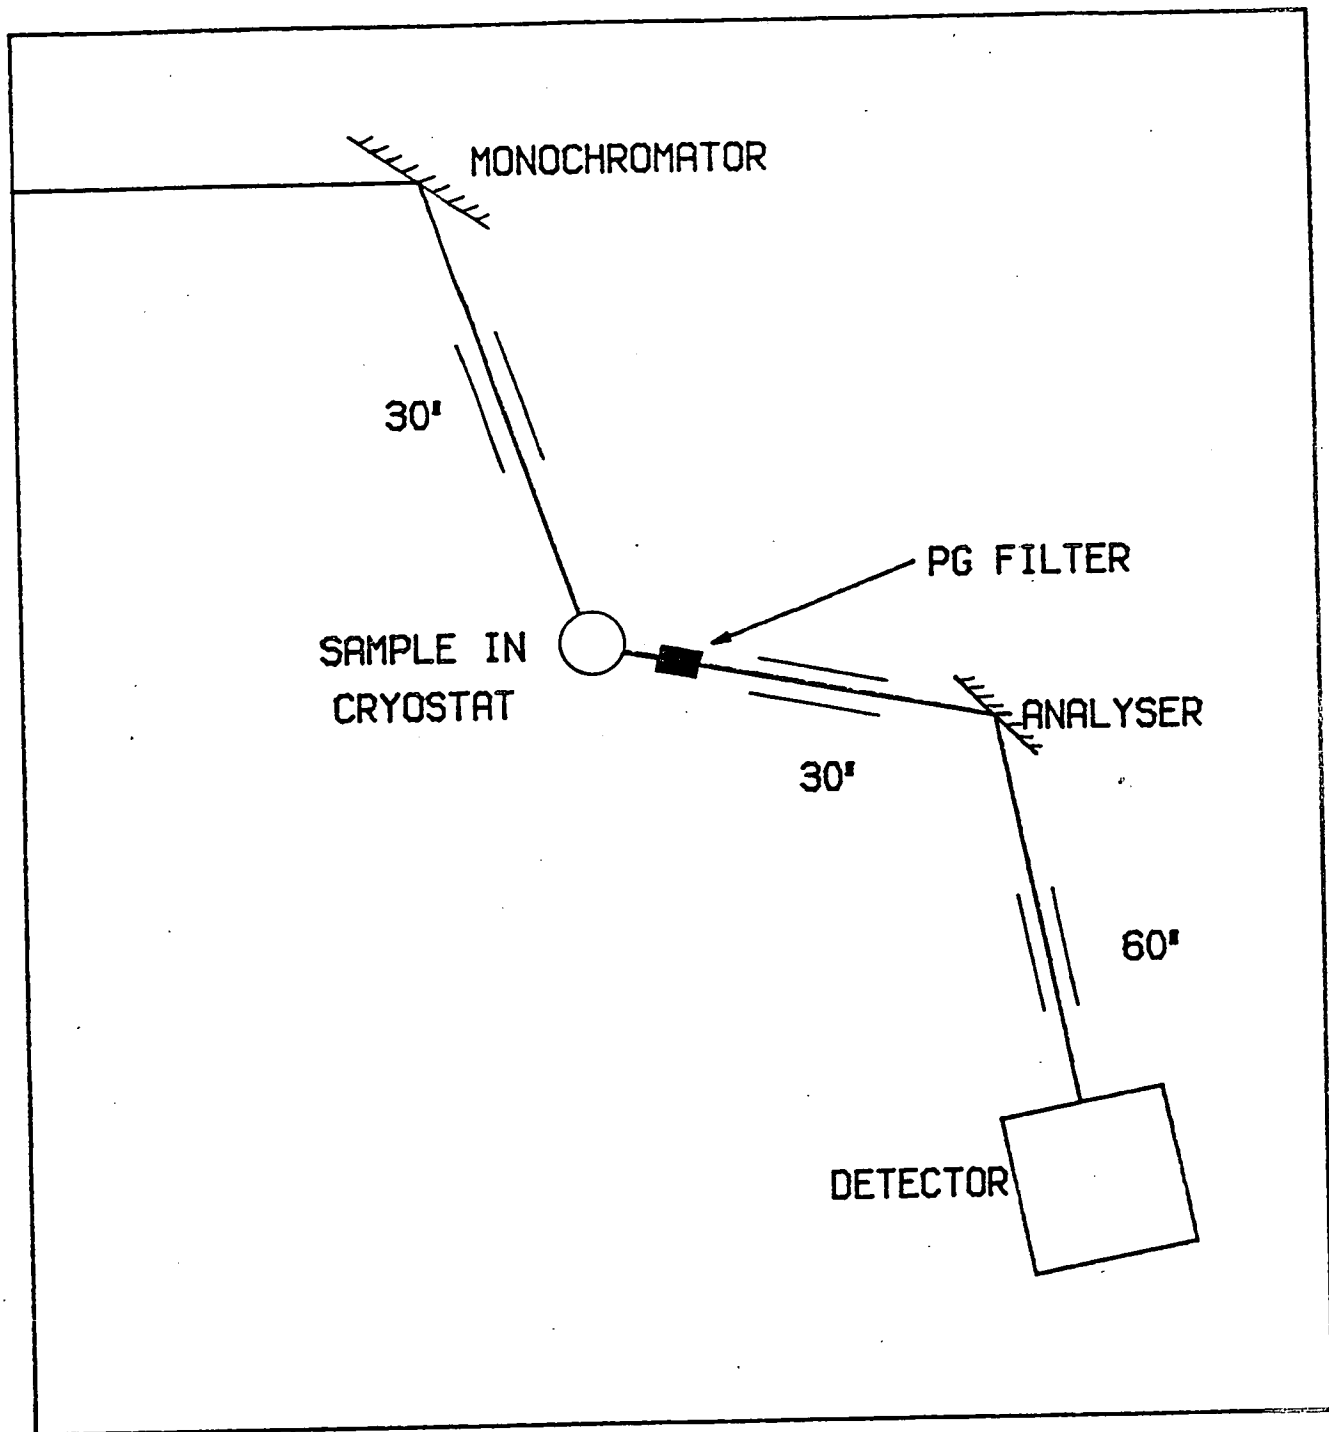 MONOCHROMATOR
30"
PG FILTER
SAMPLE IN
CRYOSTAT
ANALYSER
30"
60"
DETECTOR